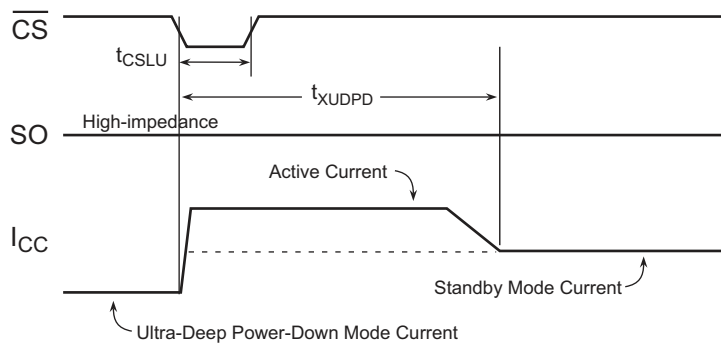 CS
tCSLU
tXUDPD
High-impedance
SO
Active Current
ICC
Standby Mode Current
Ultra-Deep Power-Down Mode Current